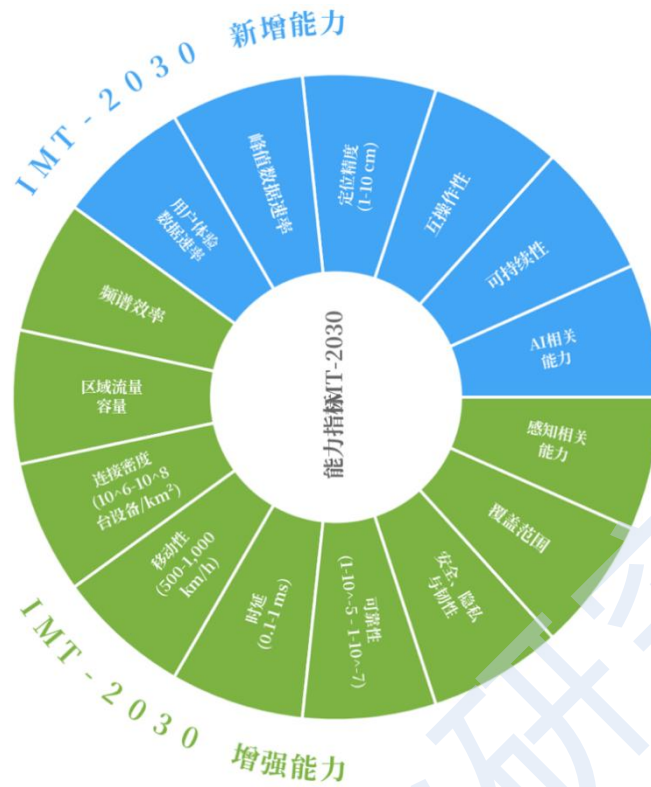 IMT-2030 新增能力
用户体验
数据速率
峰值数据速率
定位精度
(1-10 cm)
互操作性
可持续性
AI相关
能力
感知相关
能力
覆盖范围
安全、隐私
与韧性
可靠性
(1-10^-5 - 1-10^-7)
时延
(0.1-1 ms)
移动性
(500-1,000
km/h)
连接密度
(10^6-10^8
台设备/km²)
区域流量
容量
频谱效率
IMT-2030
能力指标
IMT-2030 增强能力
研